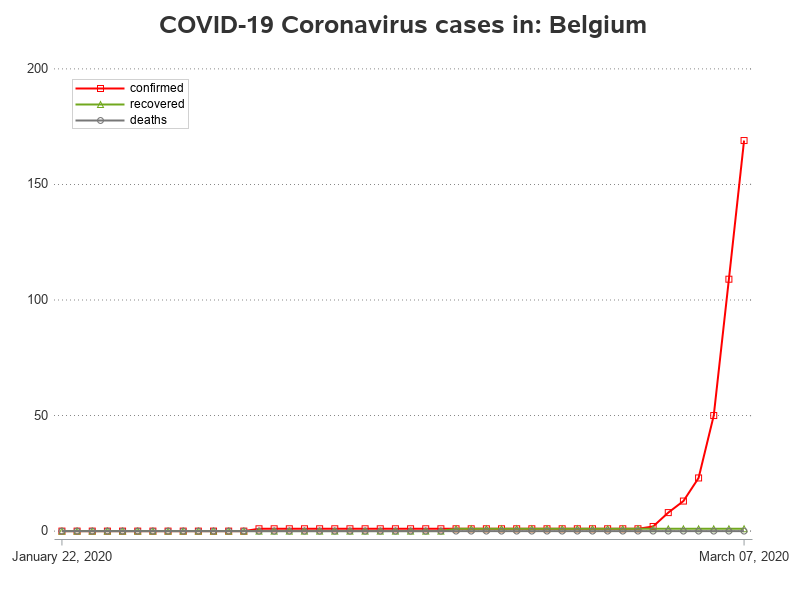 COVID-19 Coronavirus cases in: Belgium
200
confirmed
recovered
deaths
150
100
50
0
January 22, 2020 March 07, 2020